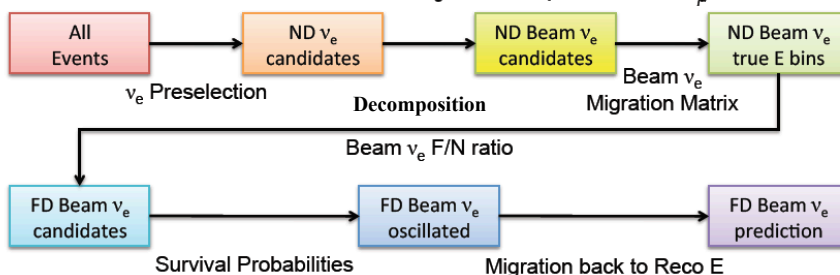 All
Events
ND νe
candidates
ND Beam νe
candidates
ND Beam νe
true E bins
νe Preselection
Decomposition
Beam νe
Migration Matrix
Beam νe F/N ratio
FD Beam νe
candidates
FD Beam νe
oscillated
FD Beam νe
prediction
Survival Probabilities
Migration back to Reco E